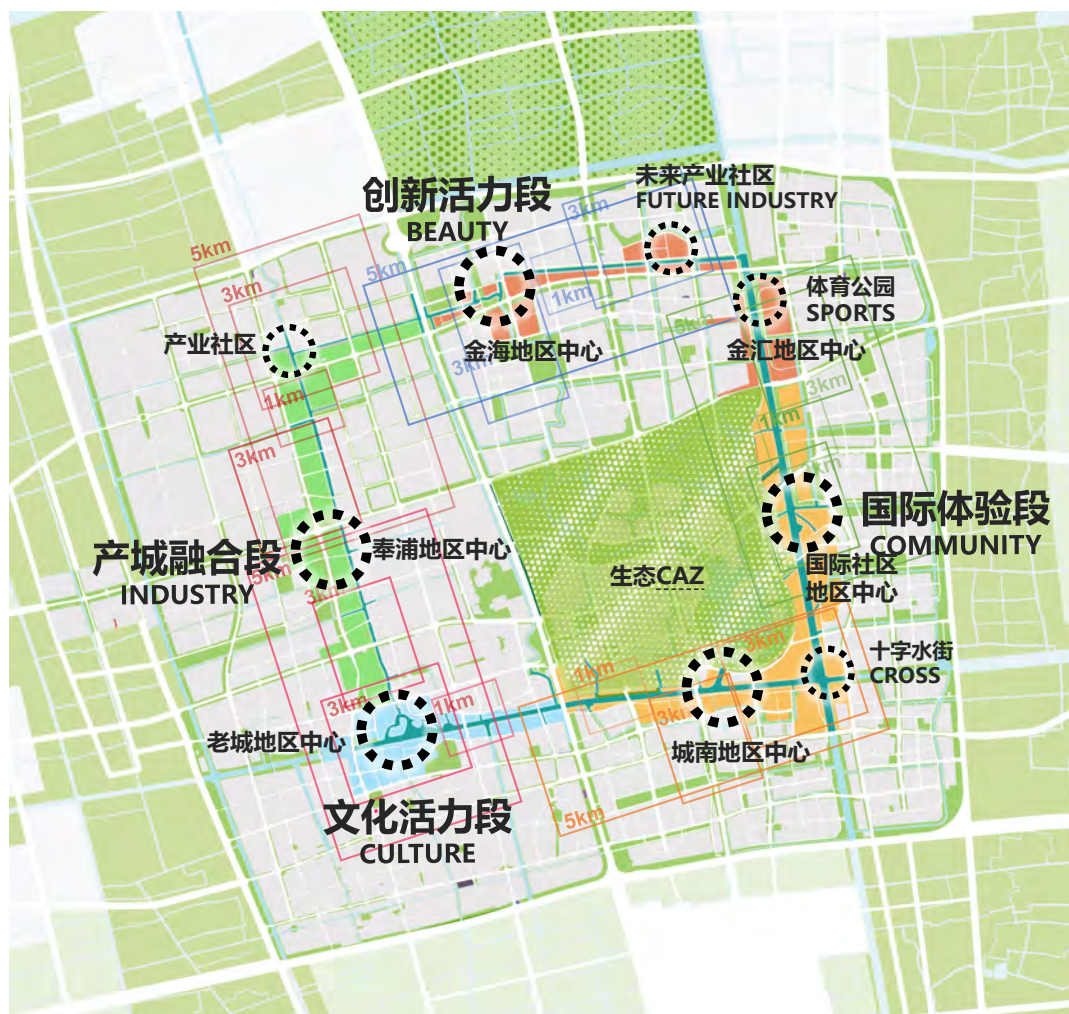 未来产业社区
FUTURE INDUSTRY
创新活力段
BEAUTY
3km
5km
5km
3km
1km
体育公园
SPORTS
产业社区
金海地区中心
金汇地区中心
5km
3km
3km
1km
1km
3km
km
国际体验段
COMMUNITY
奉浦地区中心
产城融合段
INDUSTRY
国际社区
地区中心
生态CAZ
5km
3km
3km
十字水街
CROSS
1km
3km
1km
3km
老城地区中心
城南地区中心
文化活力段
CULTURE
5km